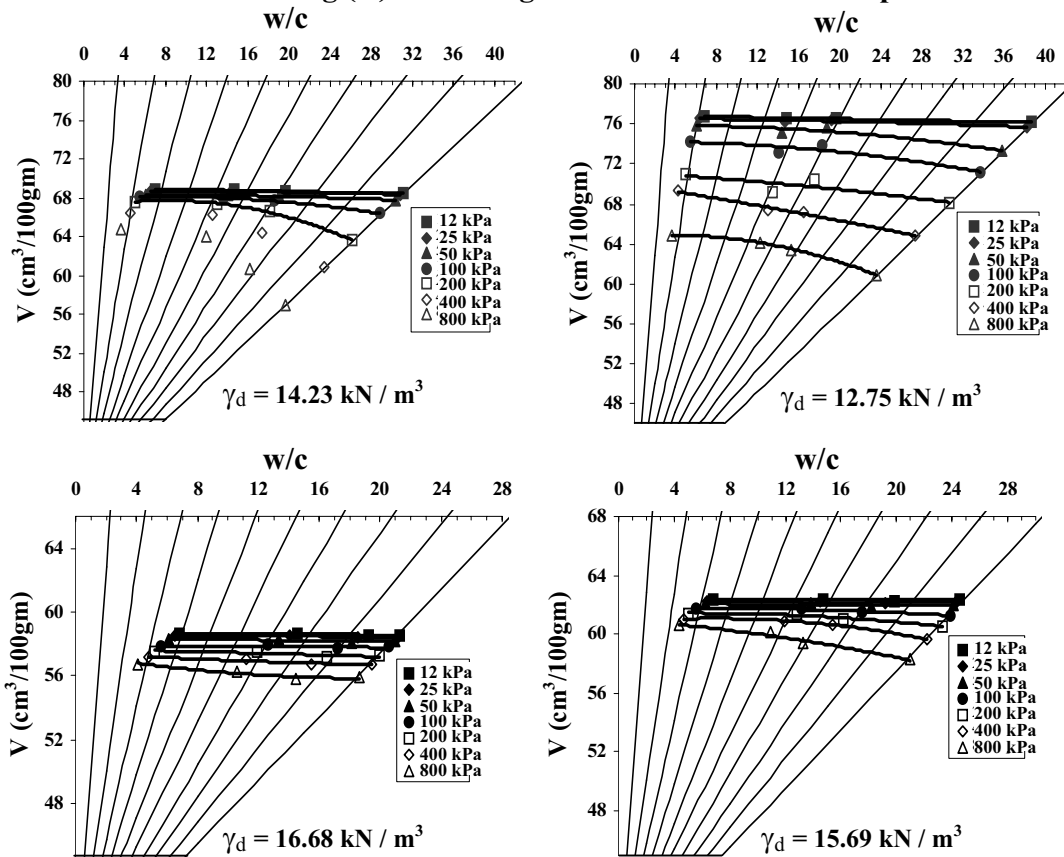 w/c
0 4 8 12 16 20 24 28 32 36 40
80
76
72
68
64
60
56
52
48
V (cm³/100gm)
12 kPa
25 kPa
50 kPa
100 kPa
200 kPa
400 kPa
800 kPa
γd = 14.23 kN / m³
w/c
0 4 8 12 16 20 24 28 32 36 40
80
76
72
68
64
60
56
52
48
V (cm³/100gm)
12 kPa
25 kPa
50 kPa
100 kPa
200 kPa
400 kPa
800 kPa
γd = 12.75 kN / m³
w/c
0 4 8 12 16 20 24 28
64
60
56
52
48
V (cm³/100gm)
12 kPa
25 kPa
50 kPa
100 kPa
200 kPa
400 kPa
800 kPa
γd = 16.68 kN / m³
w/c
0 4 8 12 16 20 24 28
68
64
60
56
52
48
V (cm³/100gm)
12 kPa
25 kPa
50 kPa
100 kPa
200 kPa
400 kPa
800 kPa
γd = 15.69 kN / m³